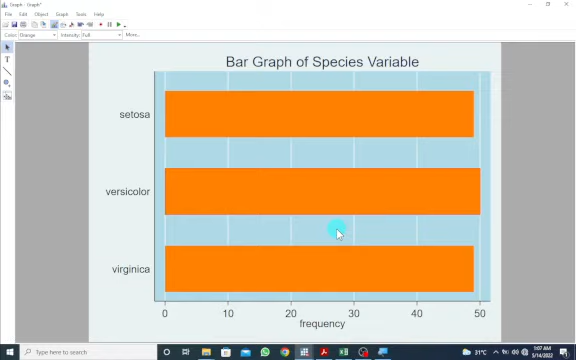 Graph - Graph*
File Edit Object Graph Tools Help
Color: Orange Intensity: Full More...
Bar Graph of Species Variable
setosa
versicolor
virginica
0 10 20 30 40 50
frequency
Type here to search
31°C
1:07 AM
5/14/2022